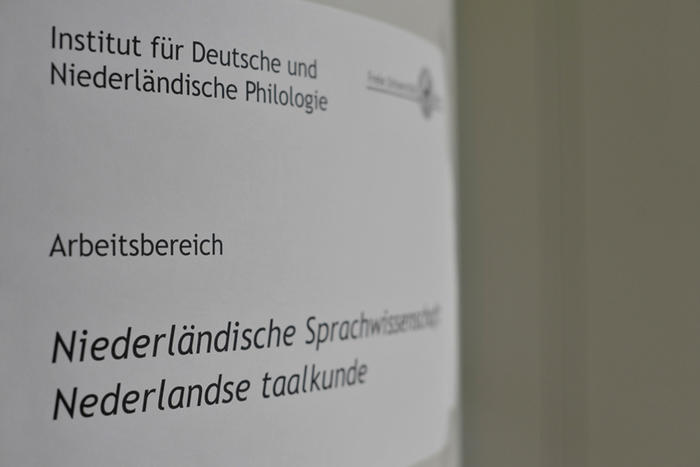 Institut für Deutsche und
Niederländische Philologie
Arbeitsbereich
Niederländische Sprachwissenschaft
Nederlandse taalkunde